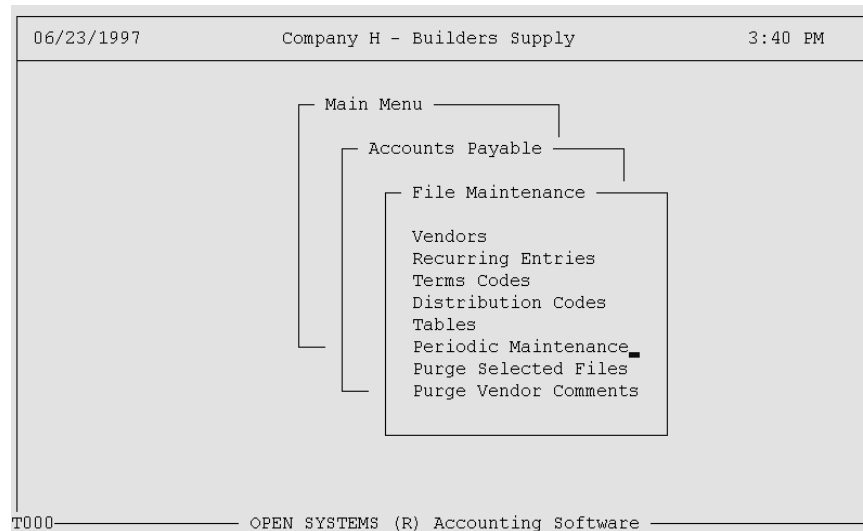 06/23/1997 Company H - Builders Supply 3:40 PM
Main Menu
Accounts Payable
File Maintenance
Vendors
Recurring Entries
Terms Codes
Distribution Codes
Tables
Periodic Maintenance
Purge Selected Files
Purge Vendor Comments
T000 OPEN SYSTEMS (R) Accounting Software